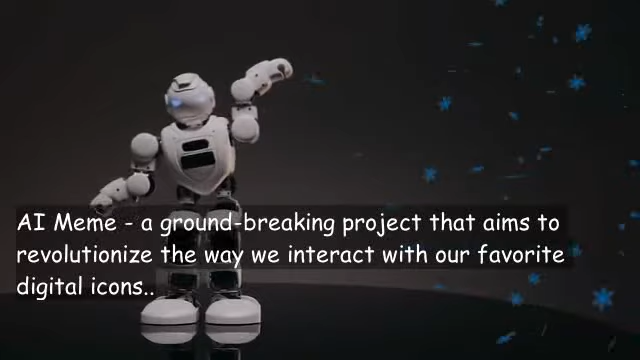 AI Meme - a ground-breaking project that aims to
revolutionize the way we interact with our favorite
digital icons..